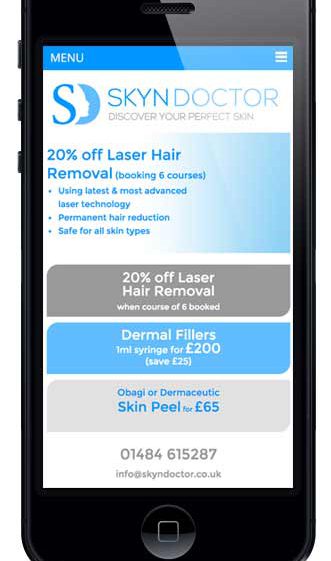 MENU
SKYNDOCTOR
DISCOVER YOUR PERFECT SKIN
20% off Laser Hair
Removal (booking 6 courses)
• Using latest & most advanced
laser technology
• Permanent hair reduction
• Safe for all skin types
20% off Laser
Hair Removal
when course of 6 booked
Dermal Fillers
1ml syringe for £200
(save £25)
Obagi or Dermaceutic
Skin Peel for £65
01484 615287
info@skyndoctor.co.uk